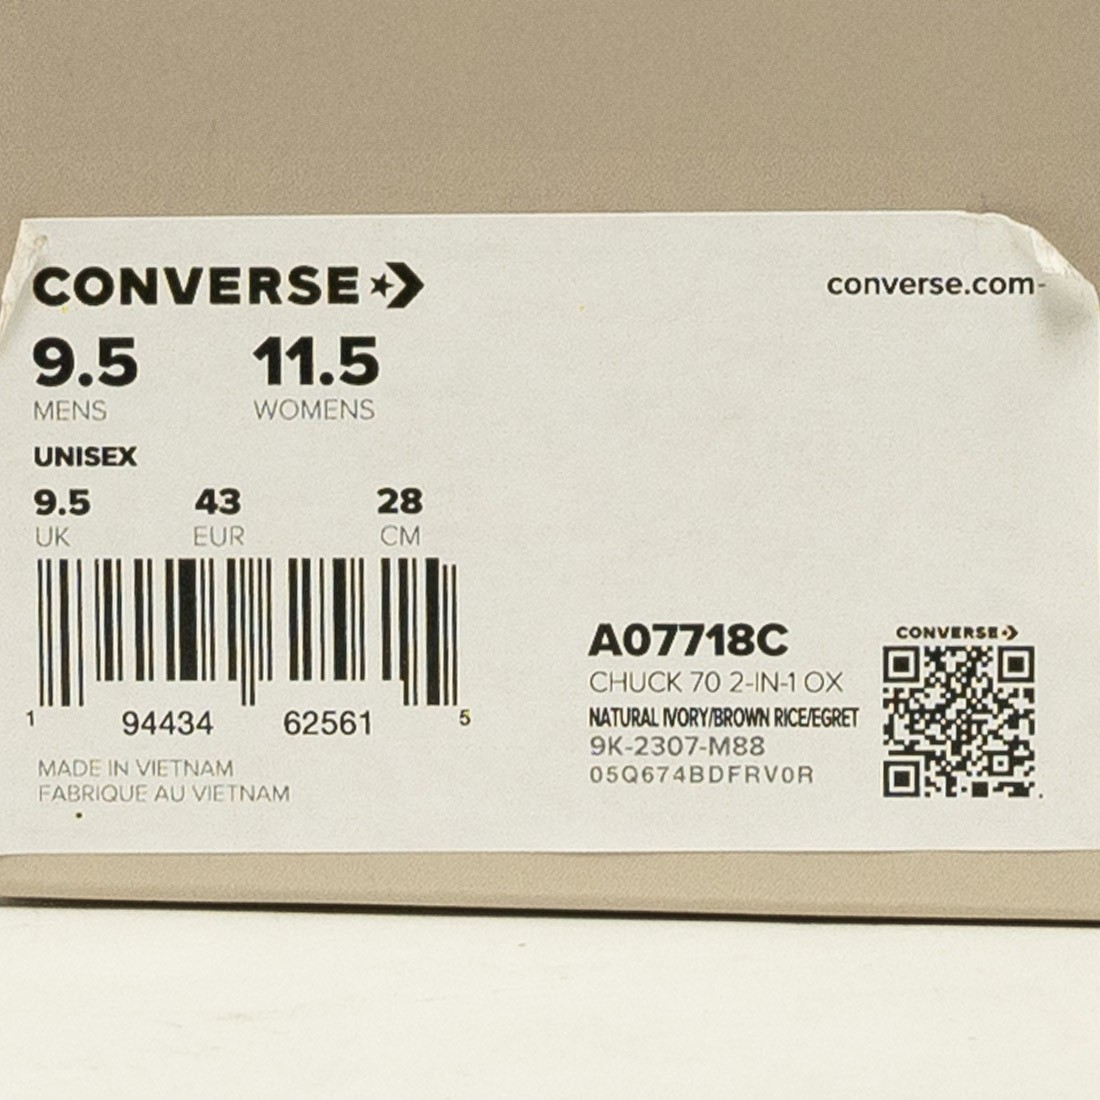 CONVERSE
converse.com
9.5 11.5
MENS WOMENS
UNISEX
9.5 43 28
UK EUR CM
1 94434 62561 5
MADE IN VIETNAM
FABRIQUE AU VIETNAM
A07718C
CHUCK 70 2-IN-1 OX
NATURAL IVORY/BROWN RICE/EGRET
9K-2307-M88
05Q674BDFRV0R
CONVERSE